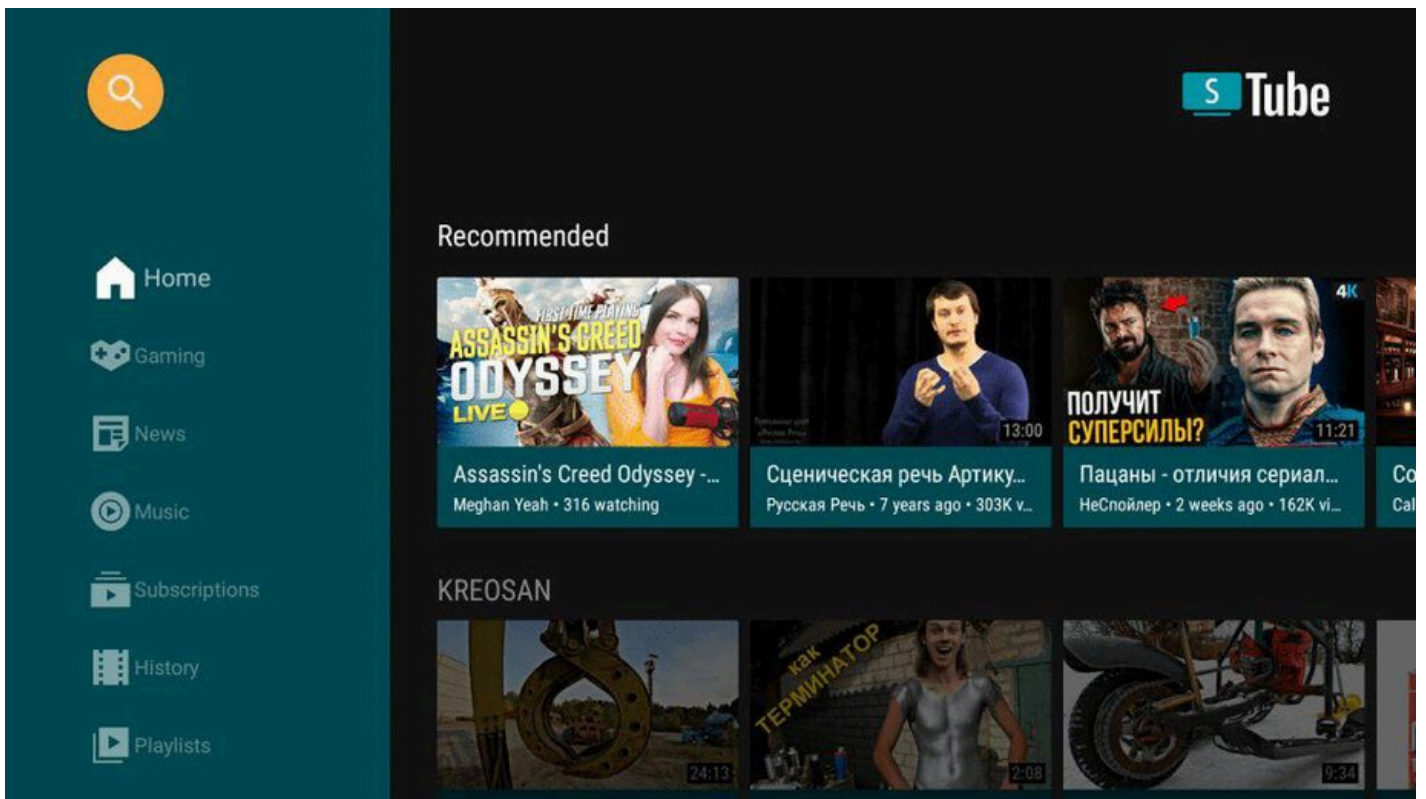 S Tube
Home
Gaming
News
Music
Subscriptions
History
Playlists
Recommended
FIRST TIME PLAYING
ASSASSIN'S CREED
ODYSSEY
LIVE
Assassin's Creed Odyssey -...
Meghan Yeah • 316 watching
13:00
Сценическая речь Артику...
Русская Речь • 7 years ago • 303K v...
4K
ПОЛУЧИТ
СУПЕРСИЛЫ?
11:21
Пацаны - отличия сериал...
НеСпойлер • 2 weeks ago • 162K vi...
Co
Cal
KREOSAN
24:13
как
ТЕРМИНАТОР
2:08
9:34